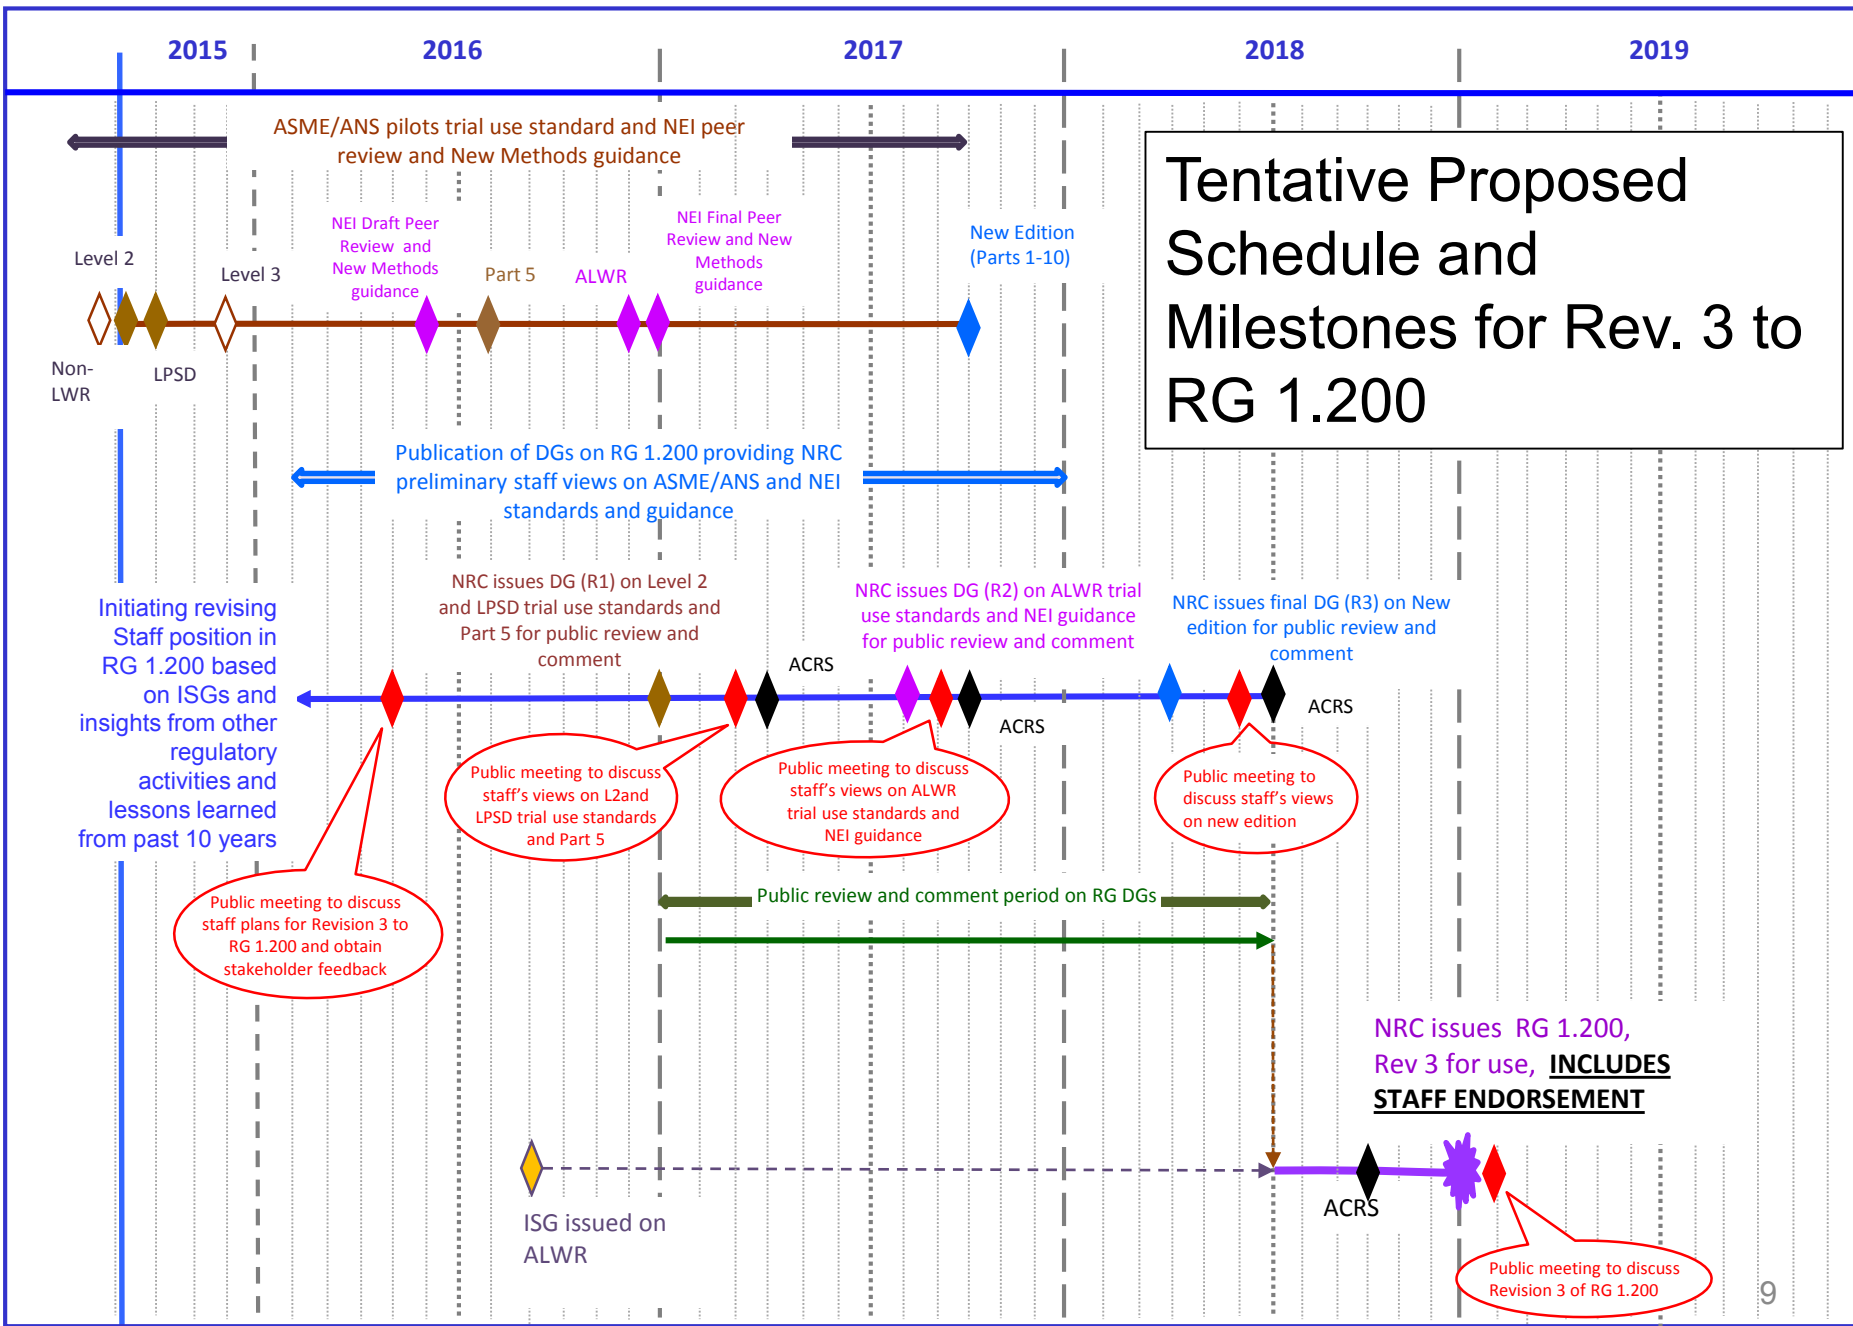 2015
2016
2017
2018
2019
ASME/ANS pilots trial use standard and NEI peer
review and New Methods guidance
Tentative Proposed
Schedule and
Milestones for Rev. 3 to
RG 1.200
Level 2
Level 3
NEI Draft Peer
Review and
New Methods
guidance
Part 5
ALWR
NEI Final Peer
Review and New
Methods
guidance
New Edition
(Parts 1-10)
Non-
LWR
LPSD
Publication of DGs on RG 1.200 providing NRC
preliminary staff views on ASME/ANS and NEI
standards and guidance
Initiating revising
Staff position in
RG 1.200 based
on ISGs and
insights from other
regulatory
activities and
lessons learned
from past 10 years
NRC issues DG (R1) on Level 2
and LPSD trial use standards and
Part 5 for public review and
comment
NRC issues DG (R2) on ALWR trial
use standards and NEI guidance
for public review and comment
NRC issues final DG (R3) on New
edition for public review and
comment
ACRS
ACRS
ACRS
Public meeting to discuss
staff's views on L2and
LPSD trial use standards
and Part 5
Public meeting to discuss
staff's views on ALWR
trial use standards and
NEI guidance
Public meeting to
discuss staff's views
on new edition
Public meeting to discuss
staff plans for Revision 3 to
RG 1.200 and obtain
stakeholder feedback
Public review and comment period on RG DGs
NRC issues RG 1.200,
Rev 3 for use, INCLUDES
STAFF ENDORSEMENT
ISG issued on
ALWR
ACRS
Public meeting to discuss
Revision 3 of RG 1.200
9